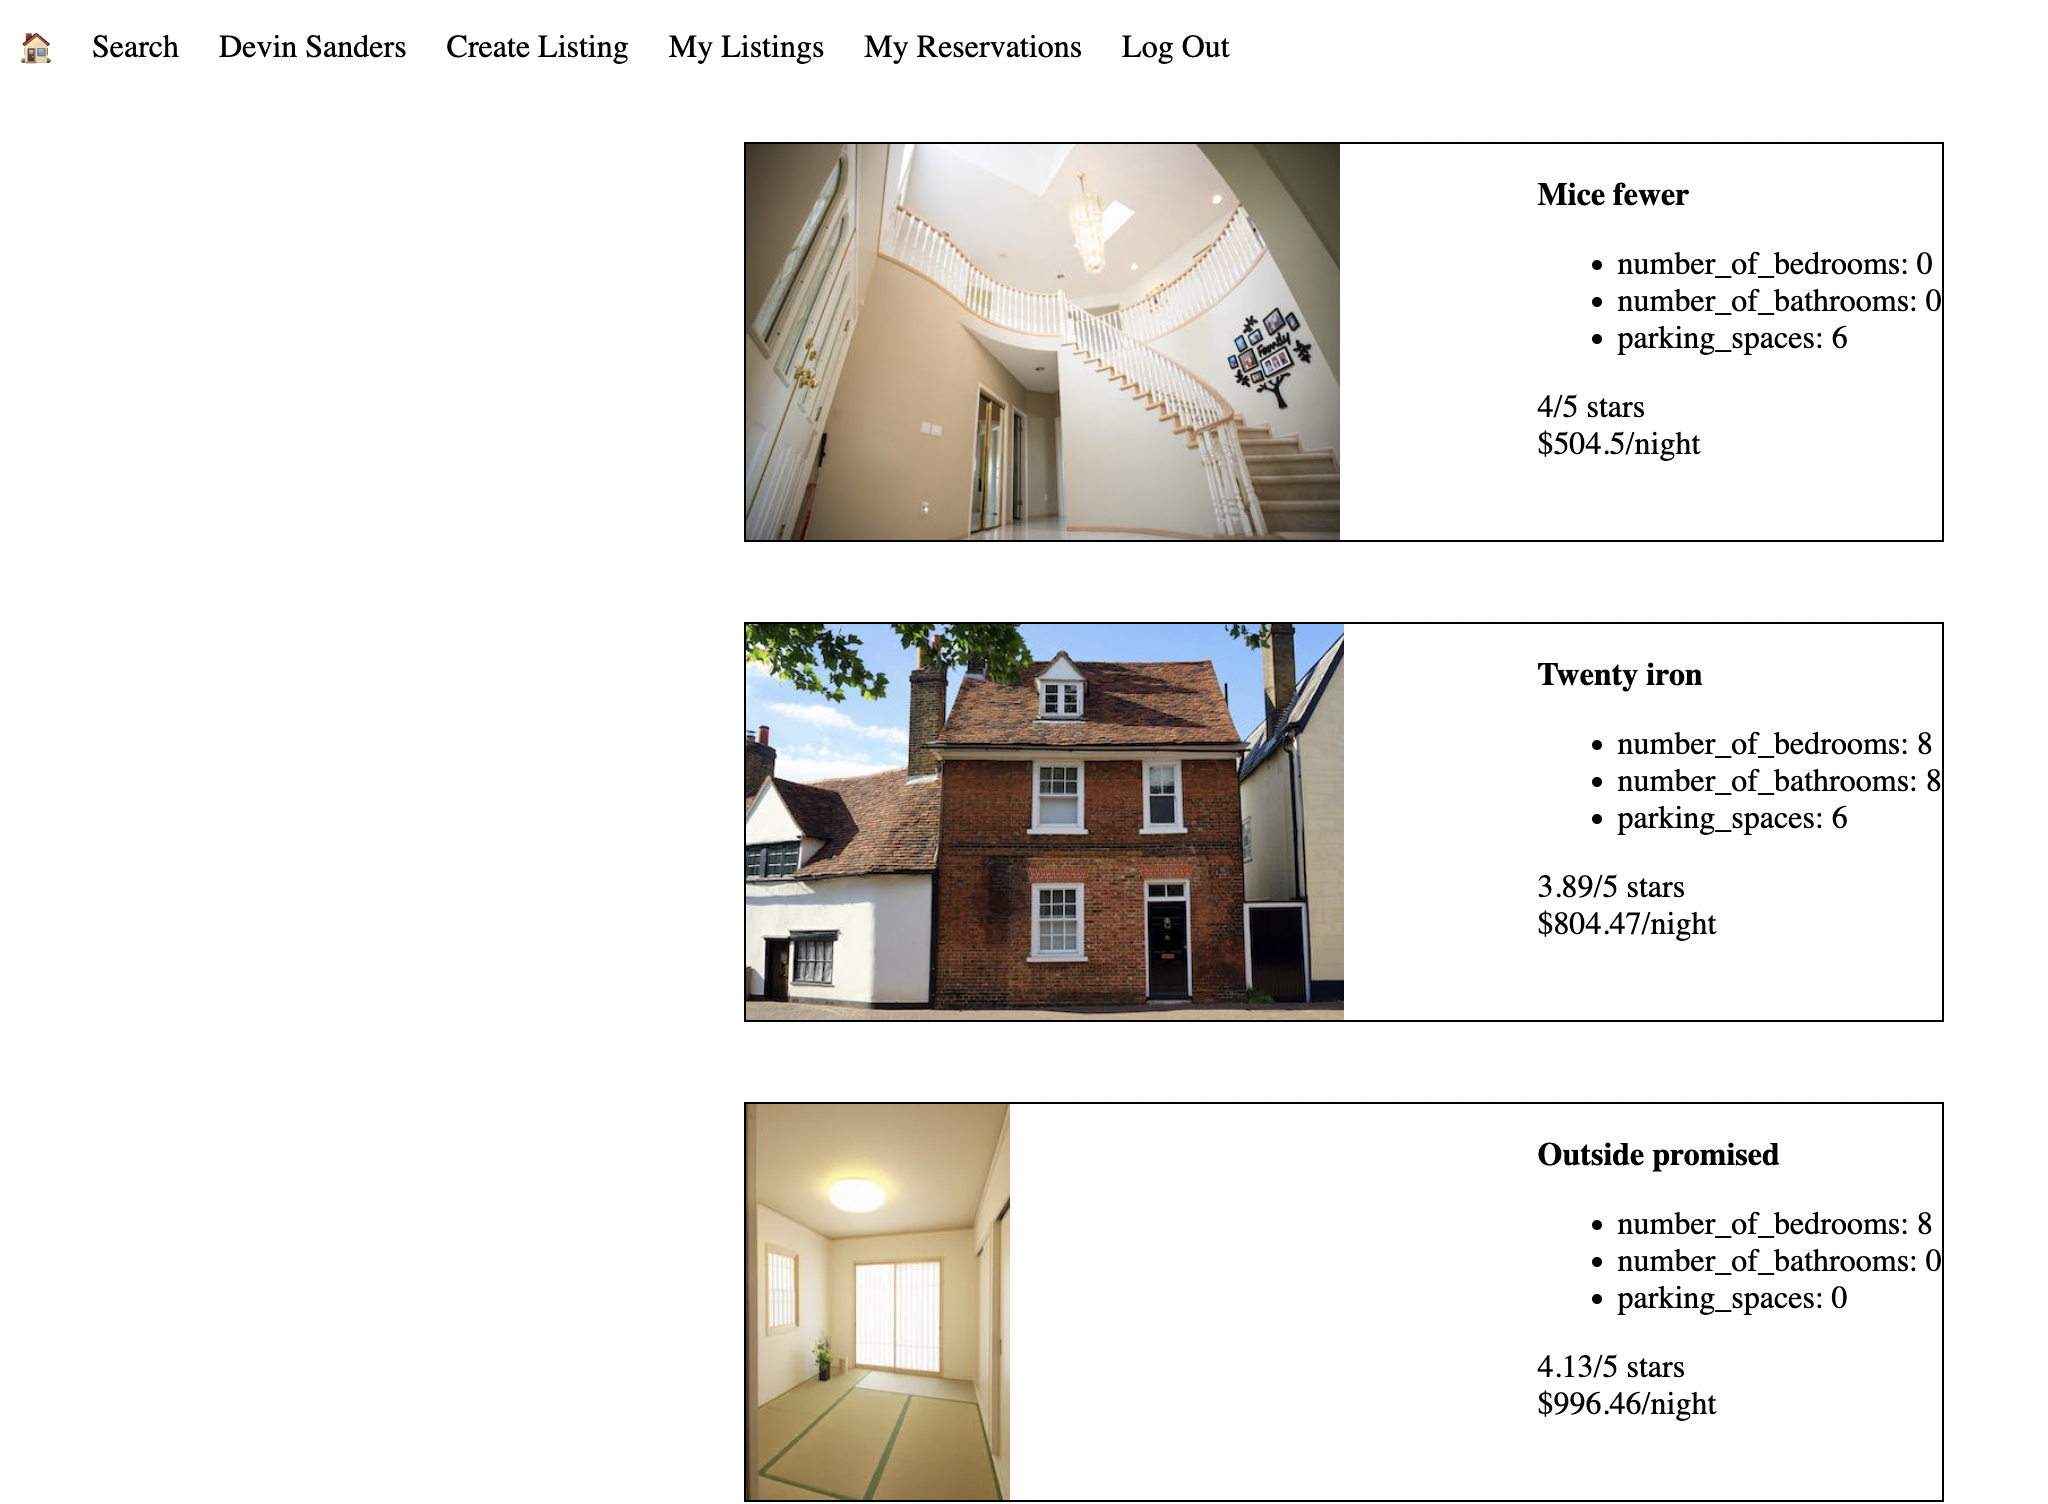 Search Devin Sanders Create Listing My Listings My Reservations Log Out
Family
Mice fewer
number_of_bedrooms: 0
number_of_bathrooms: 0
parking_spaces: 6
4/5 stars
$504.5/night
Twenty iron
number_of_bedrooms: 8
number_of_bathrooms: 8
parking_spaces: 6
3.89/5 stars
$804.47/night
Outside promised
number_of_bedrooms: 8
number_of_bathrooms: 0
parking_spaces: 0
4.13/5 stars
$996.46/night